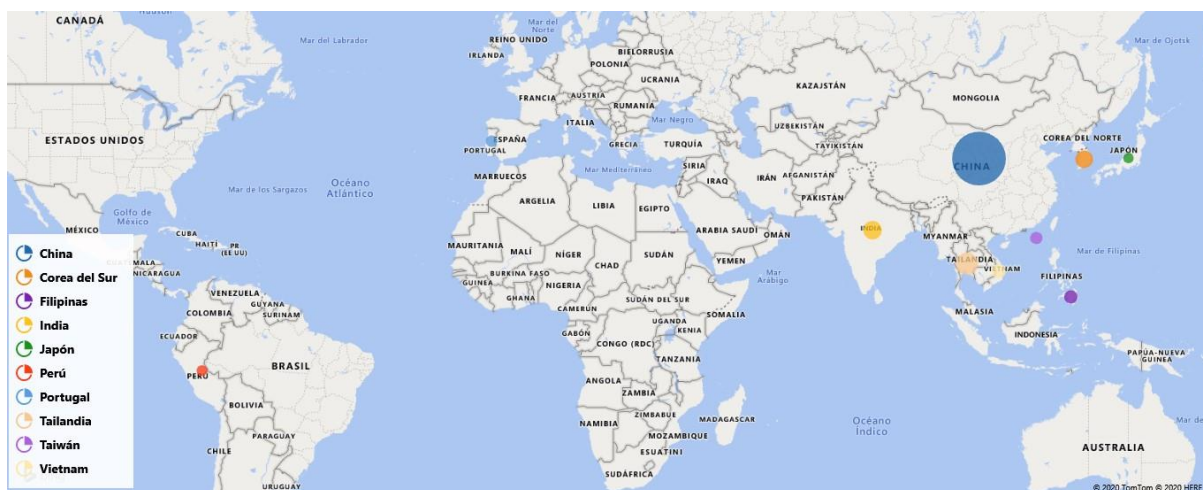 CANADÁ
Mar del Labrador
Mar del
Norte
REINO UNIDO
IRLANDA
BIELORRUSIA
POLONIA
UCRANIA
FRANCIA
AUSTRIA
RUMANIA
ITALIA
Mar Negro
ESPAÑA
PORTUGAL
GRECIA
TURQUÍA
KAZAJSTÁN
MONGOLIA
Mar de Ojotsk
UZBEKISTÁN
TAYIKISTÁN
COREA DEL NORTE
JAPÓN
CHINA
ESTADOS UNIDOS
Océano
Atlántico
Mar de los Sargazos
Golfo de
México
MÉXICO
CUBA
HAITÍ
PR
(EE UU)
GUATEMALA
NICARAGUA
MARRUECOS
Mar Mediterráneo
SIRIA
IRAQ
IRÁN
AFGANISTÁN
PAKISTÁN
ARGELIA
LIBIA
EGIPTO
ARABIA SAUDÍ
OMÁN
YEMEN
Mar
Arábigo
INDIA
MYANMAR
TAILANDIA
VIETNAM
Mar de Filipinas
FILIPINAS
MALASIA
INDONESIA
PAPÚA-NUEVA
GUINEA
MAURITANIA
MALÍ
NÍGER
CHAD
SUDÁN
BURKINA FASO
GUINEA
GHANA
NIGERIA
CAMERÚN
SUDÁN DEL SUR
SOMALIA
UGANDA
KENIA
GABÓN
CONGO (RDC)
TANZANIA
ANGOLA
ZAMBIA
ZIMBABUE
MOZAMBIQUE
NAMIBIA
MADAGASCAR
ESUATINI
SUDÁFRICA
Océano
Índico
AUSTRALIA
VENEZUELA
GUYANA
COLOMBIA
SURINAM
ECUADOR
PERÚ
BRASIL
BOLIVIA
PARAGUAY
CHILE
URUGUAY
China
Corea del Sur
Filipinas
India
Japón
Perú
Portugal
Tailandia
Taiwán
Vietnam
© 2020 TomTom © 2020 HERE